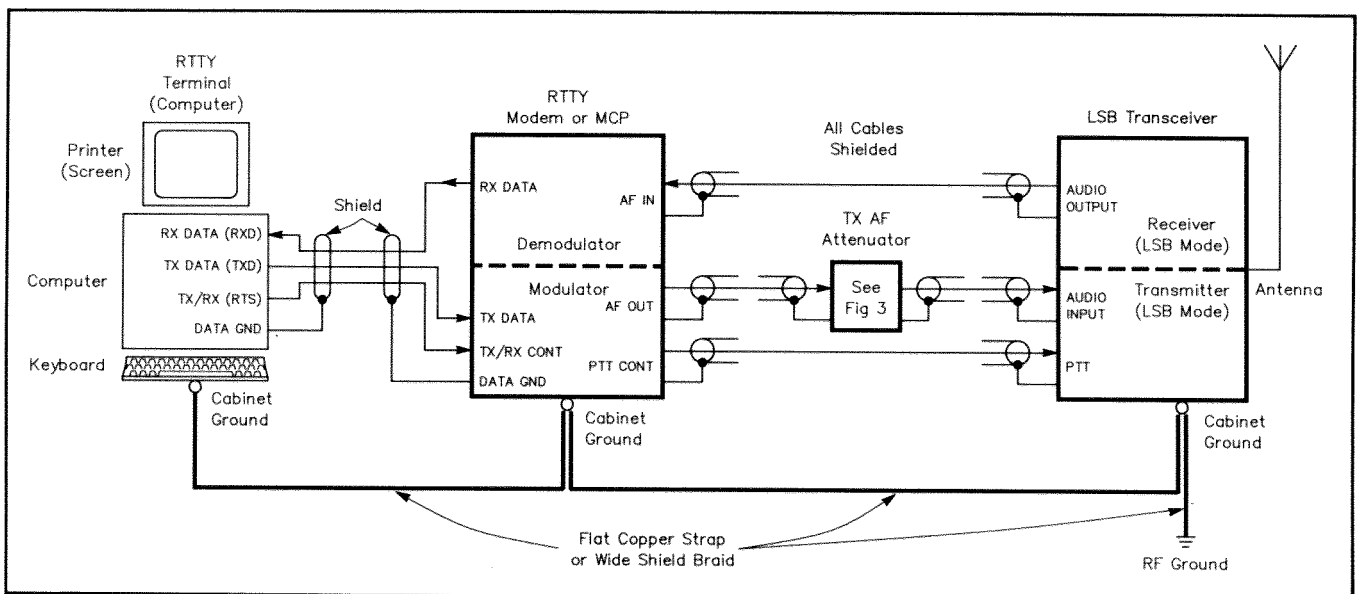 RTTY
Terminal
(Computer)
Printer
(Screen)
Computer
Keyboard
RX DATA (RXD)
TX DATA (TXD)
TX/RX (RTS)
DATA GND
Cabinet
Ground
Shield
RTTY
Modem or MCP
RX DATA
AF IN
Demodulator
Modulator
AF OUT
TX DATA
TX/RX CONT
PTT CONT
DATA GND
Cabinet
Ground
All Cables
Shielded
TX AF
Attenuator
See
Fig 3
LSB Transceiver
AUDIO
OUTPUT
Receiver
(LSB Mode)
Transmitter
(LSB Mode)
AUDIO
INPUT
PTT
Antenna
Cabinet
Ground
Flat Copper Strap
or Wide Shield Braid
RF Ground